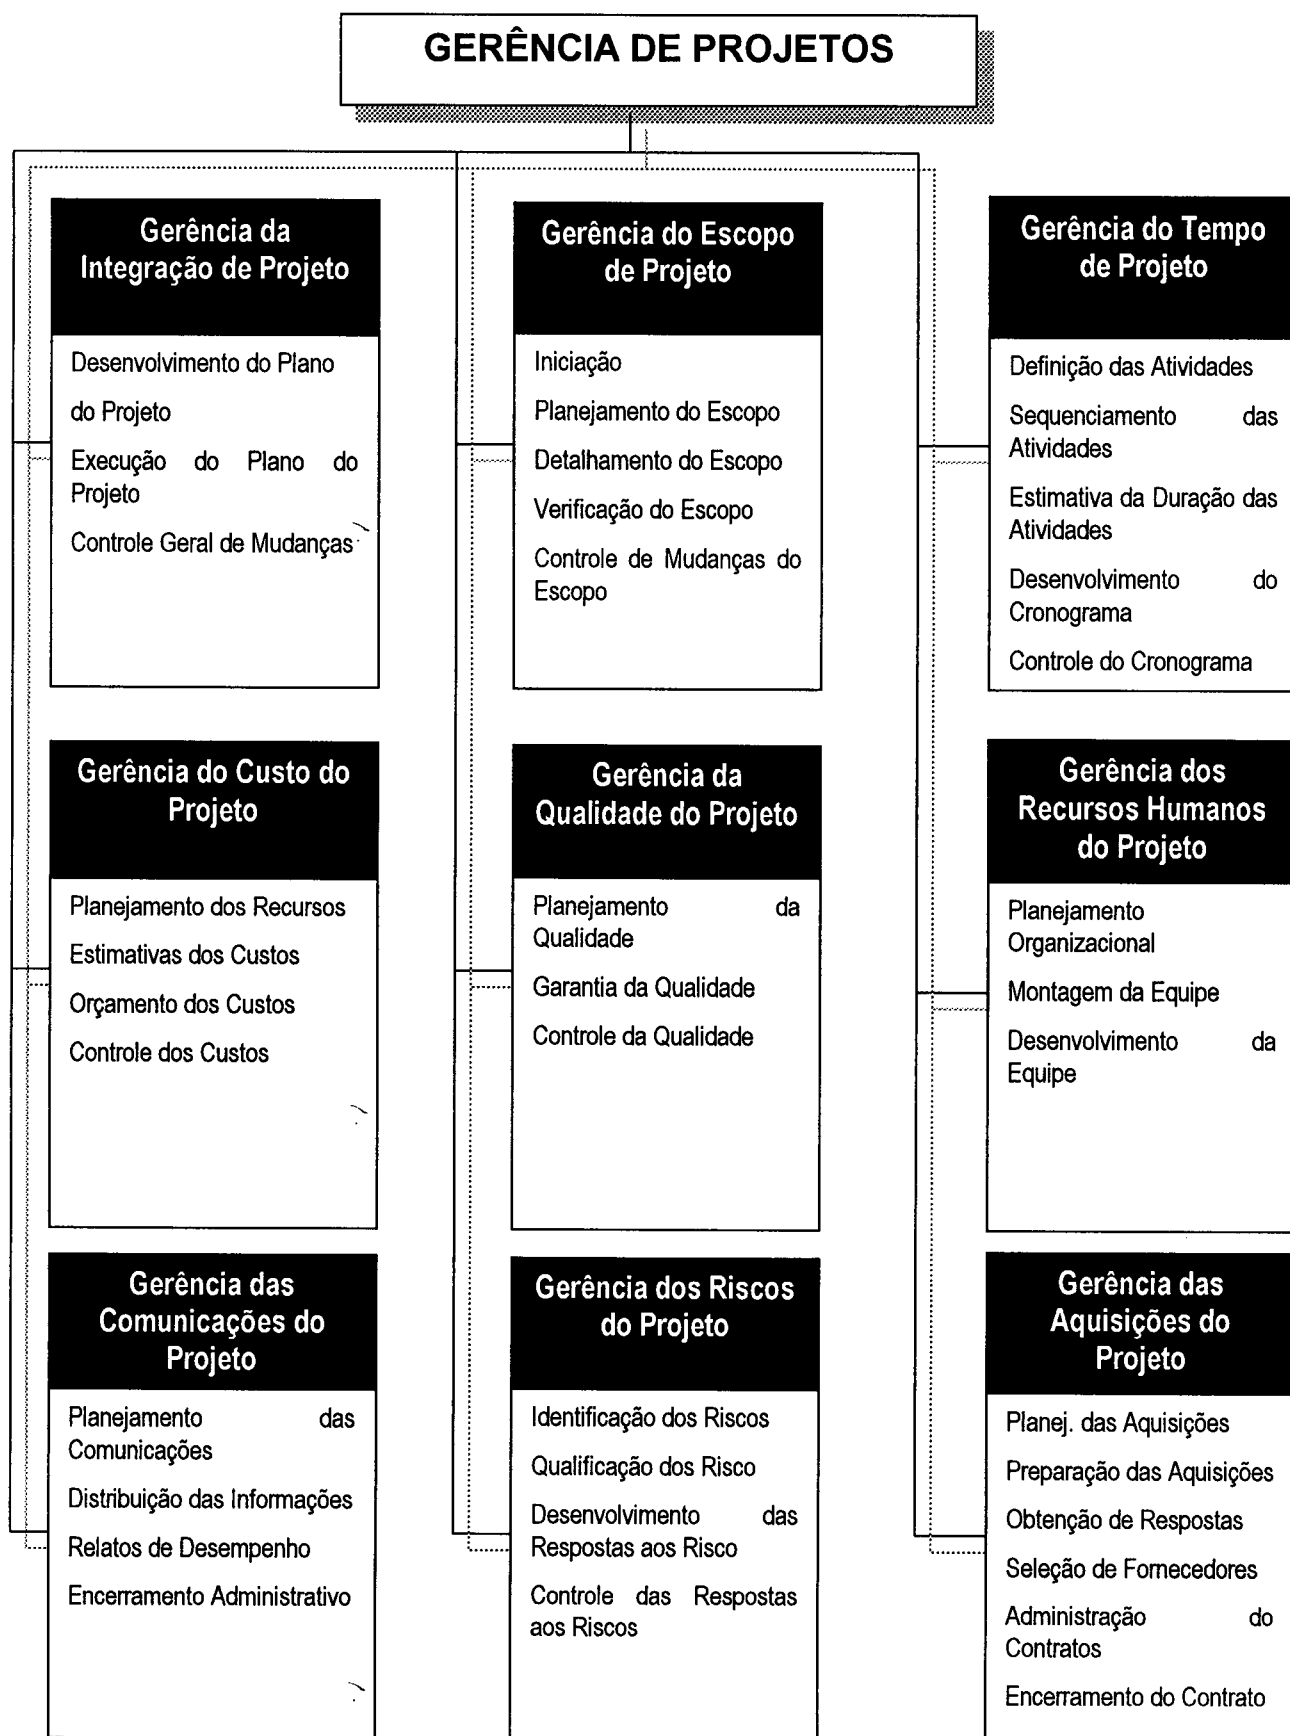 GERÊNCIA DE PROJETOS
Gerência da
Integração de Projeto
Desenvolvimento do Plano
do Projeto
Execução do Plano do
Projeto
Controle Geral de Mudanças
Gerência do Escopo
de Projeto
Iniciação
Planejamento do Escopo
Detalhamento do Escopo
Verificação do Escopo
Controle de Mudanças do
Escopo
Gerência do Tempo
de Projeto
Definição das Atividades
Sequenciamento das
Atividades
Estimativa da Duração das
Atividades
Desenvolvimento do
Cronograma
Controle do Cronograma
Gerência do Custo do
Projeto
Planejamento dos Recursos
Estimativas dos Custos
Orçamento dos Custos
Controle dos Custos
Gerência da
Qualidade do Projeto
Planejamento da
Qualidade
Garantia da Qualidade
Controle da Qualidade
Gerência dos
Recursos Humanos
do Projeto
Planejamento
Organizacional
Montagem da Equipe
Desenvolvimento da
Equipe
Gerência das
Comunicações do
Projeto
Planejamento das
Comunicações
Distribuição das Informações
Relatos de Desempenho
Encerramento Administrativo
Gerência dos Riscos
do Projeto
Identificação dos Riscos
Qualificação dos Risco
Desenvolvimento das
Respostas aos Risco
Controle das Respostas
aos Riscos
Gerência das
Aquisições do
Projeto
Planej. das Aquisições
Preparação das Aquisições
Obtenção de Respostas
Seleção de Fornecedores
Administração do
Contratos
Encerramento do Contrato